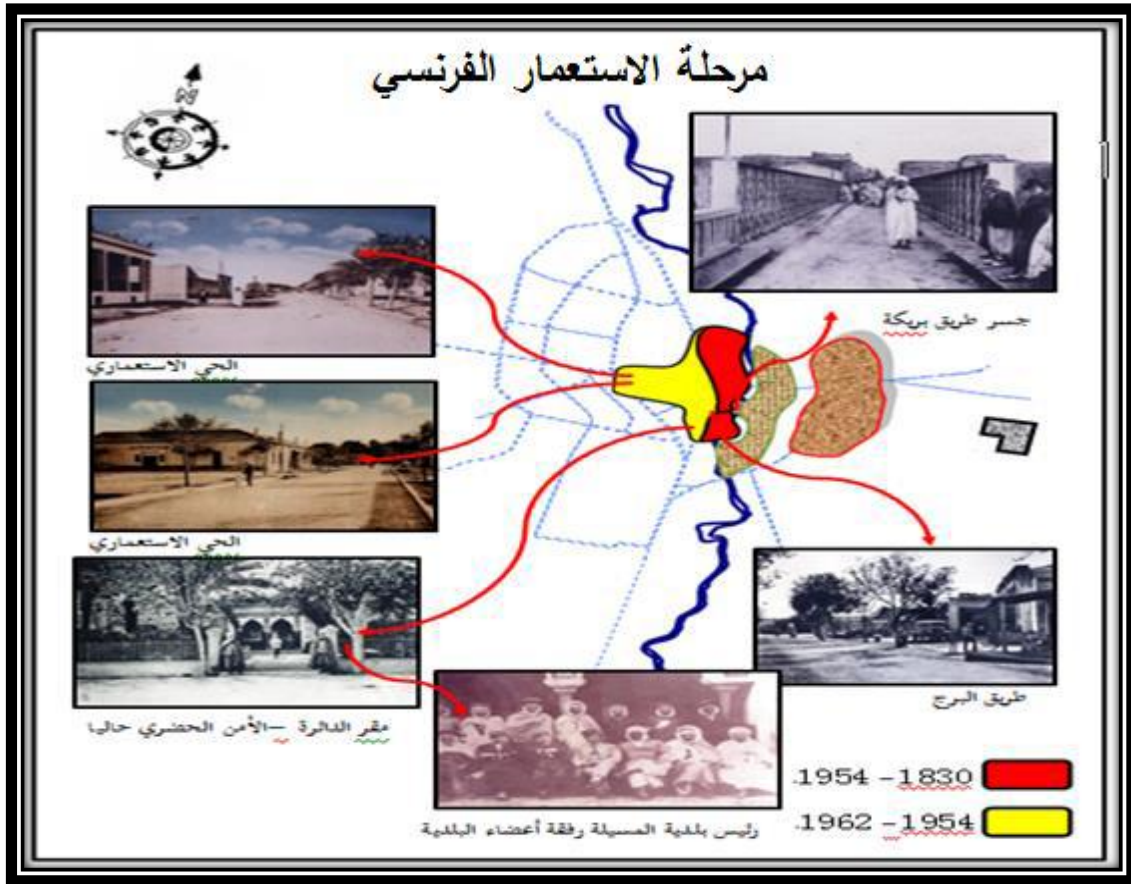 مرحلة الاستعمار الفرنسي
N
جسر طريق بريكة
الحي الاستعماري
الحي الاستعماري
طريق البرج
مقر الدائرة –الأمن الحضري حاليا
رئيس بلدية المسيلة رفقة أعضاء البلدية
1830– 1954.
1954– 1962.